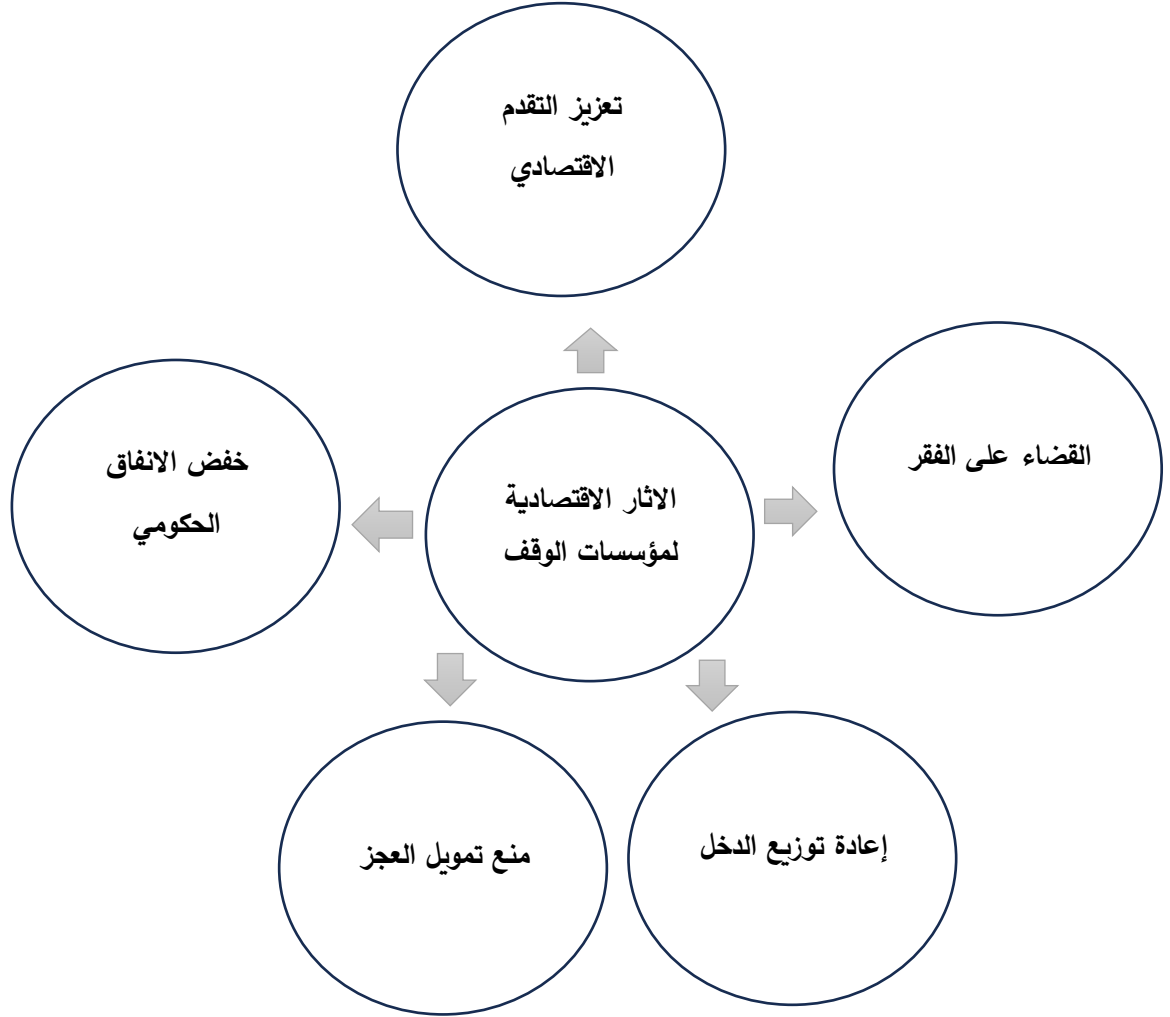 تعزيز التقدم
الاقتصادي
القضاء على الفقر
خفض الانفاق
الحكومي
الاثار الاقتصادية
لمؤسسات الوقف
إعادة توزيع الدخل
منع تمويل العجز